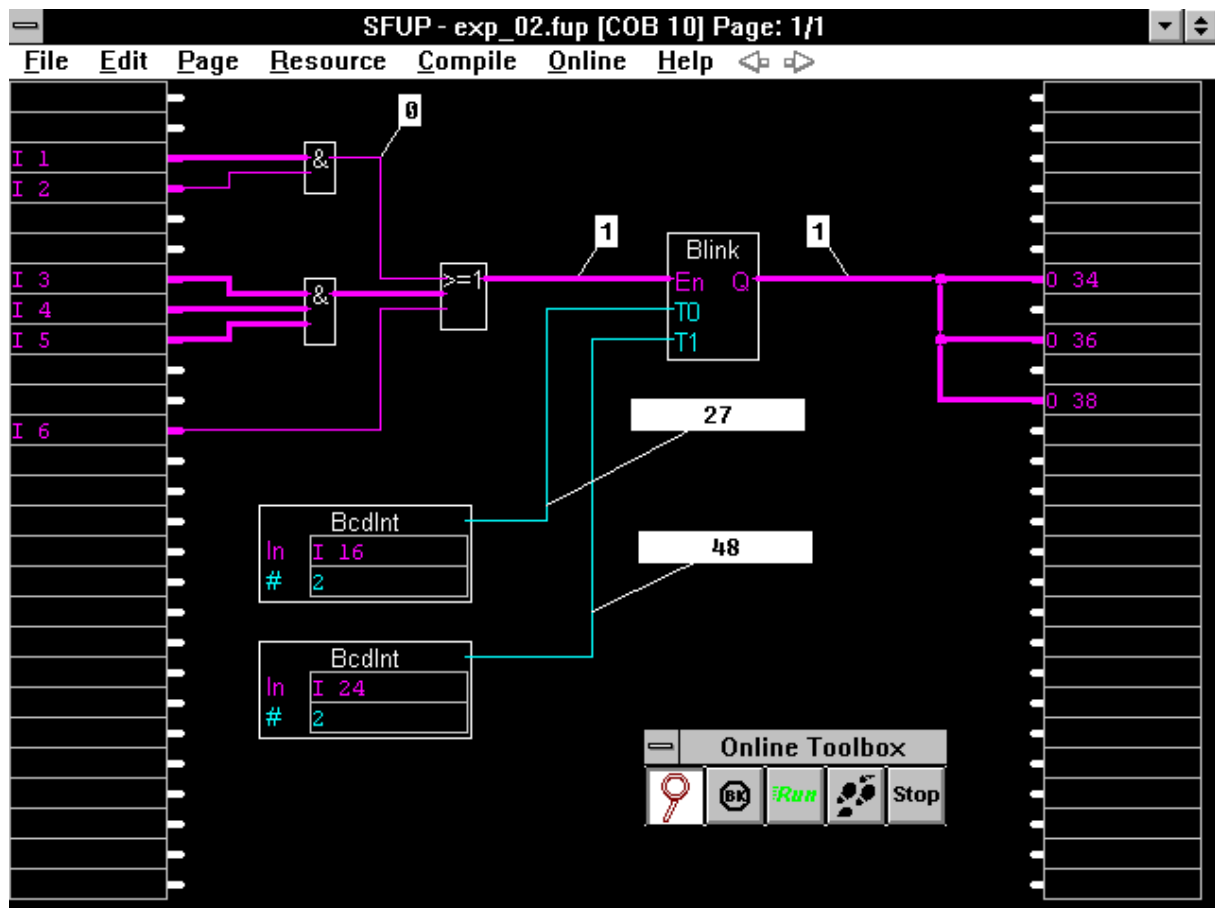 SFUP - exp_02.fup [COB 10] Page: 1/1
File Edit Page Resource Compile Online Help
0
I 1
&
I 2
1
1
Blink
I 3
&
>=1
En Q
O 34
I 4
T0
I 5
T1
O 36
27
O 38
I 6
BcdInt
In I 16
# 2
48
BcdInt
In I 24
# 2
Online Toolbox
BK
Run
Stop